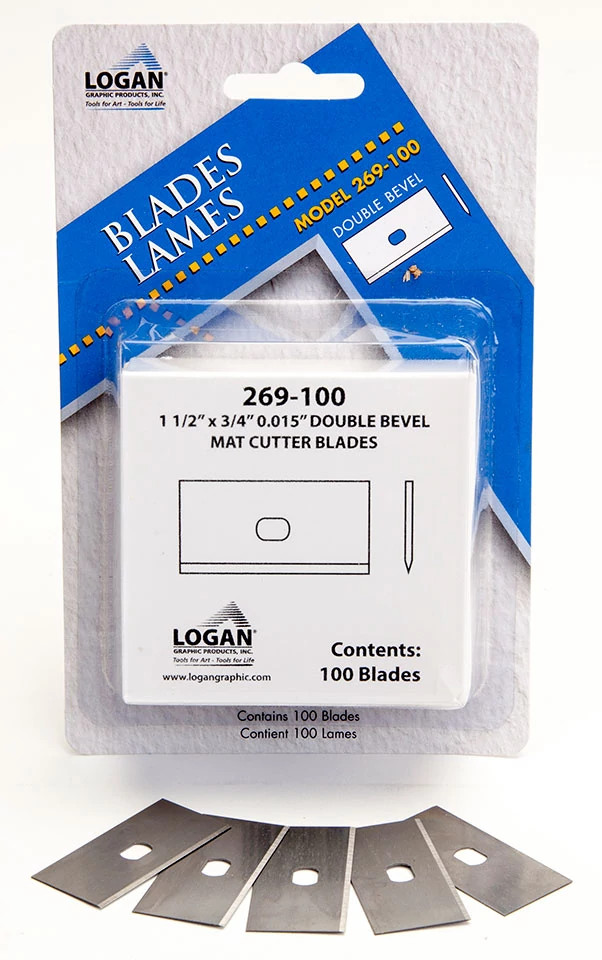 LOGAN®
GRAPHIC PRODUCTS, INC.
Tools for Art - Tools for Life
BLADES
LAMES
MODEL 269-100
DOUBLE BEVEL
269-100
1 1/2” x 3/4” 0.015” DOUBLE BEVEL
MAT CUTTER BLADES
LOGAN®
GRAPHIC PRODUCTS, INC.
Tools for Art - Tools for Life
www.logangraphic.com
Contents:
100 Blades
Contains 100 Blades
Contient 100 Lames